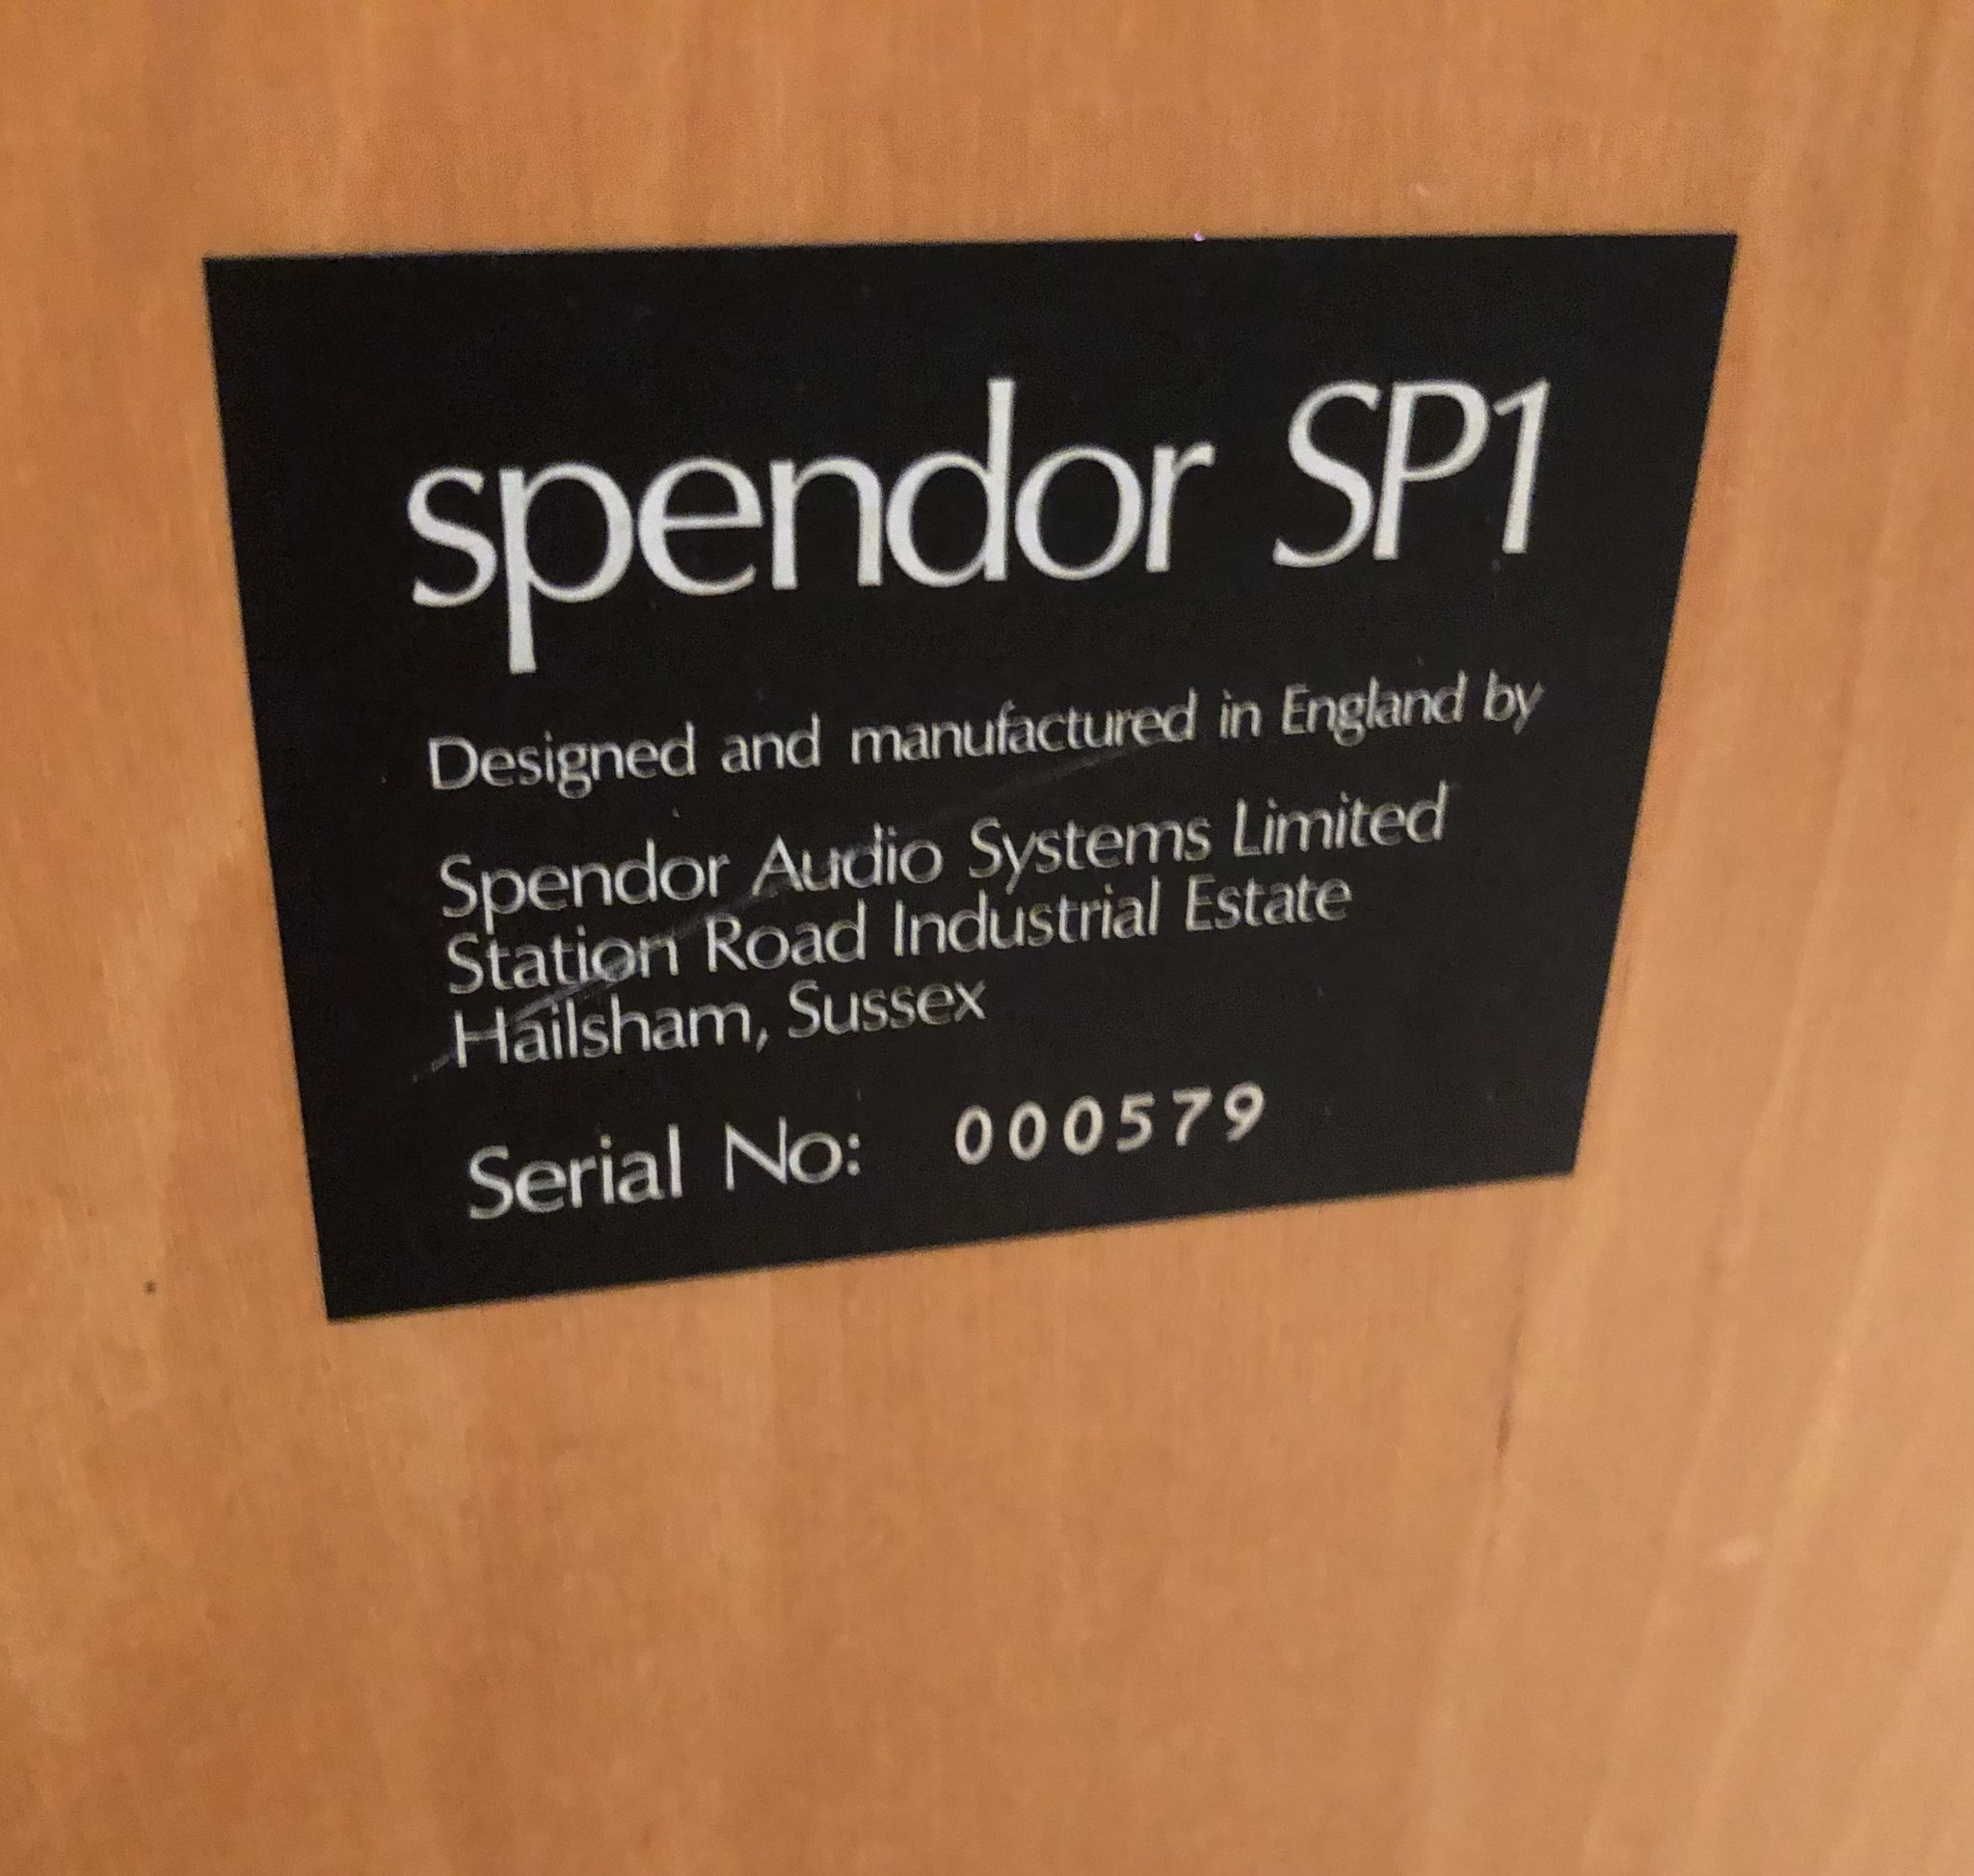 spendor SP1
Designed and manufactured in England by
Spendor Audio Systems Limited
Station Road Industrial Estate
Hailsham, Sussex
Serial No: 000579